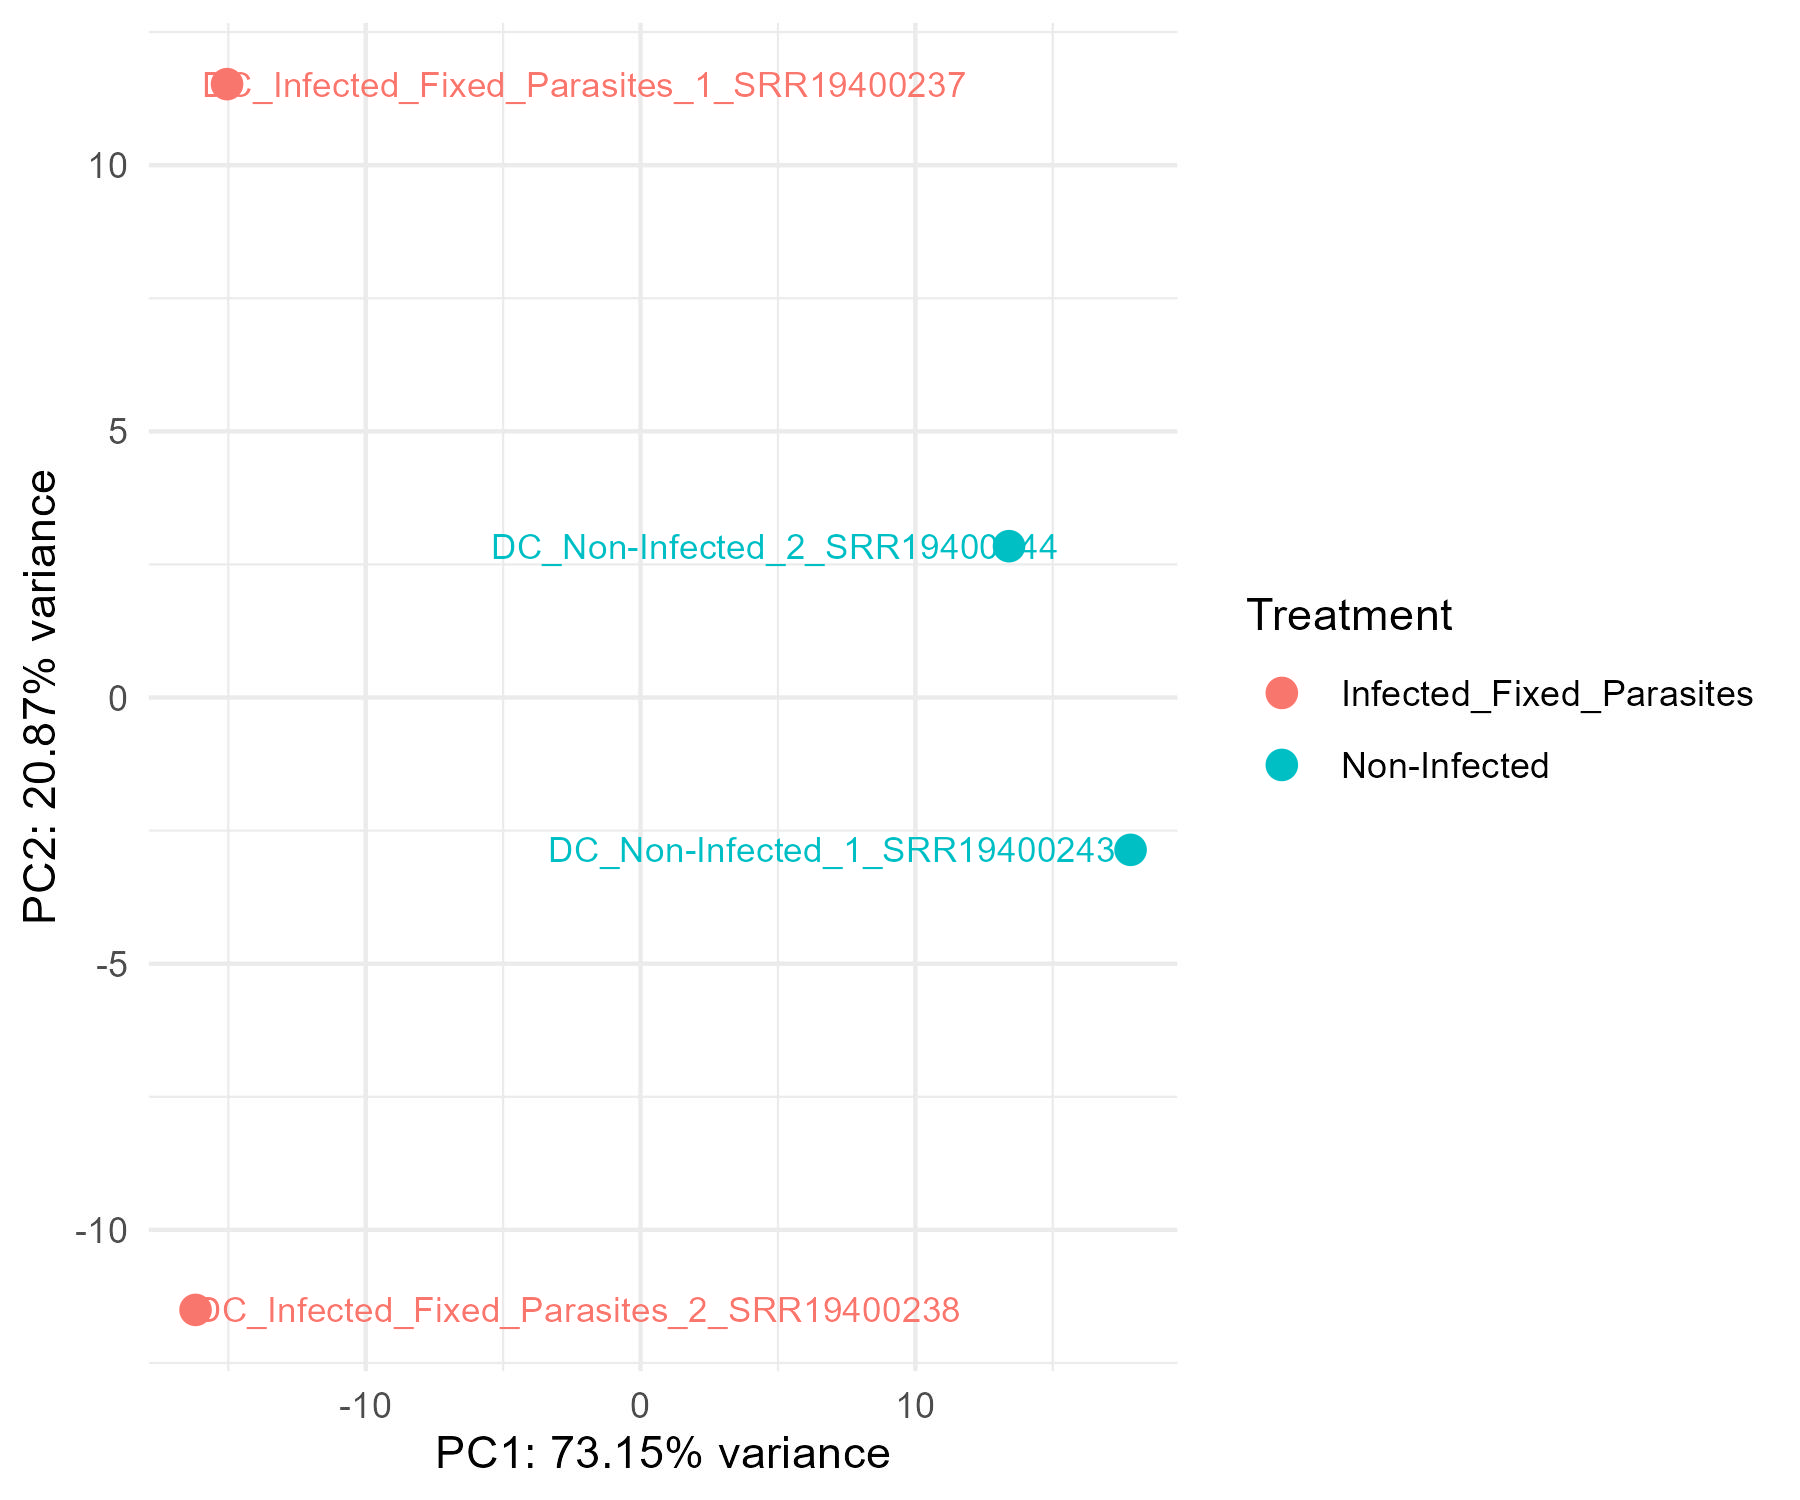 DC_Infected_Fixed_Parasites_1_SRR19400237
10
5
DC_Non-Infected_2_SRR19400244
0
DC_Non-Infected_1_SRR19400243
-5
-10
DC_Infected_Fixed_Parasites_2_SRR19400238
-10 0 10
PC1: 73.15% variance
PC2: 20.87% variance
Treatment
Infected_Fixed_Parasites
Non-Infected